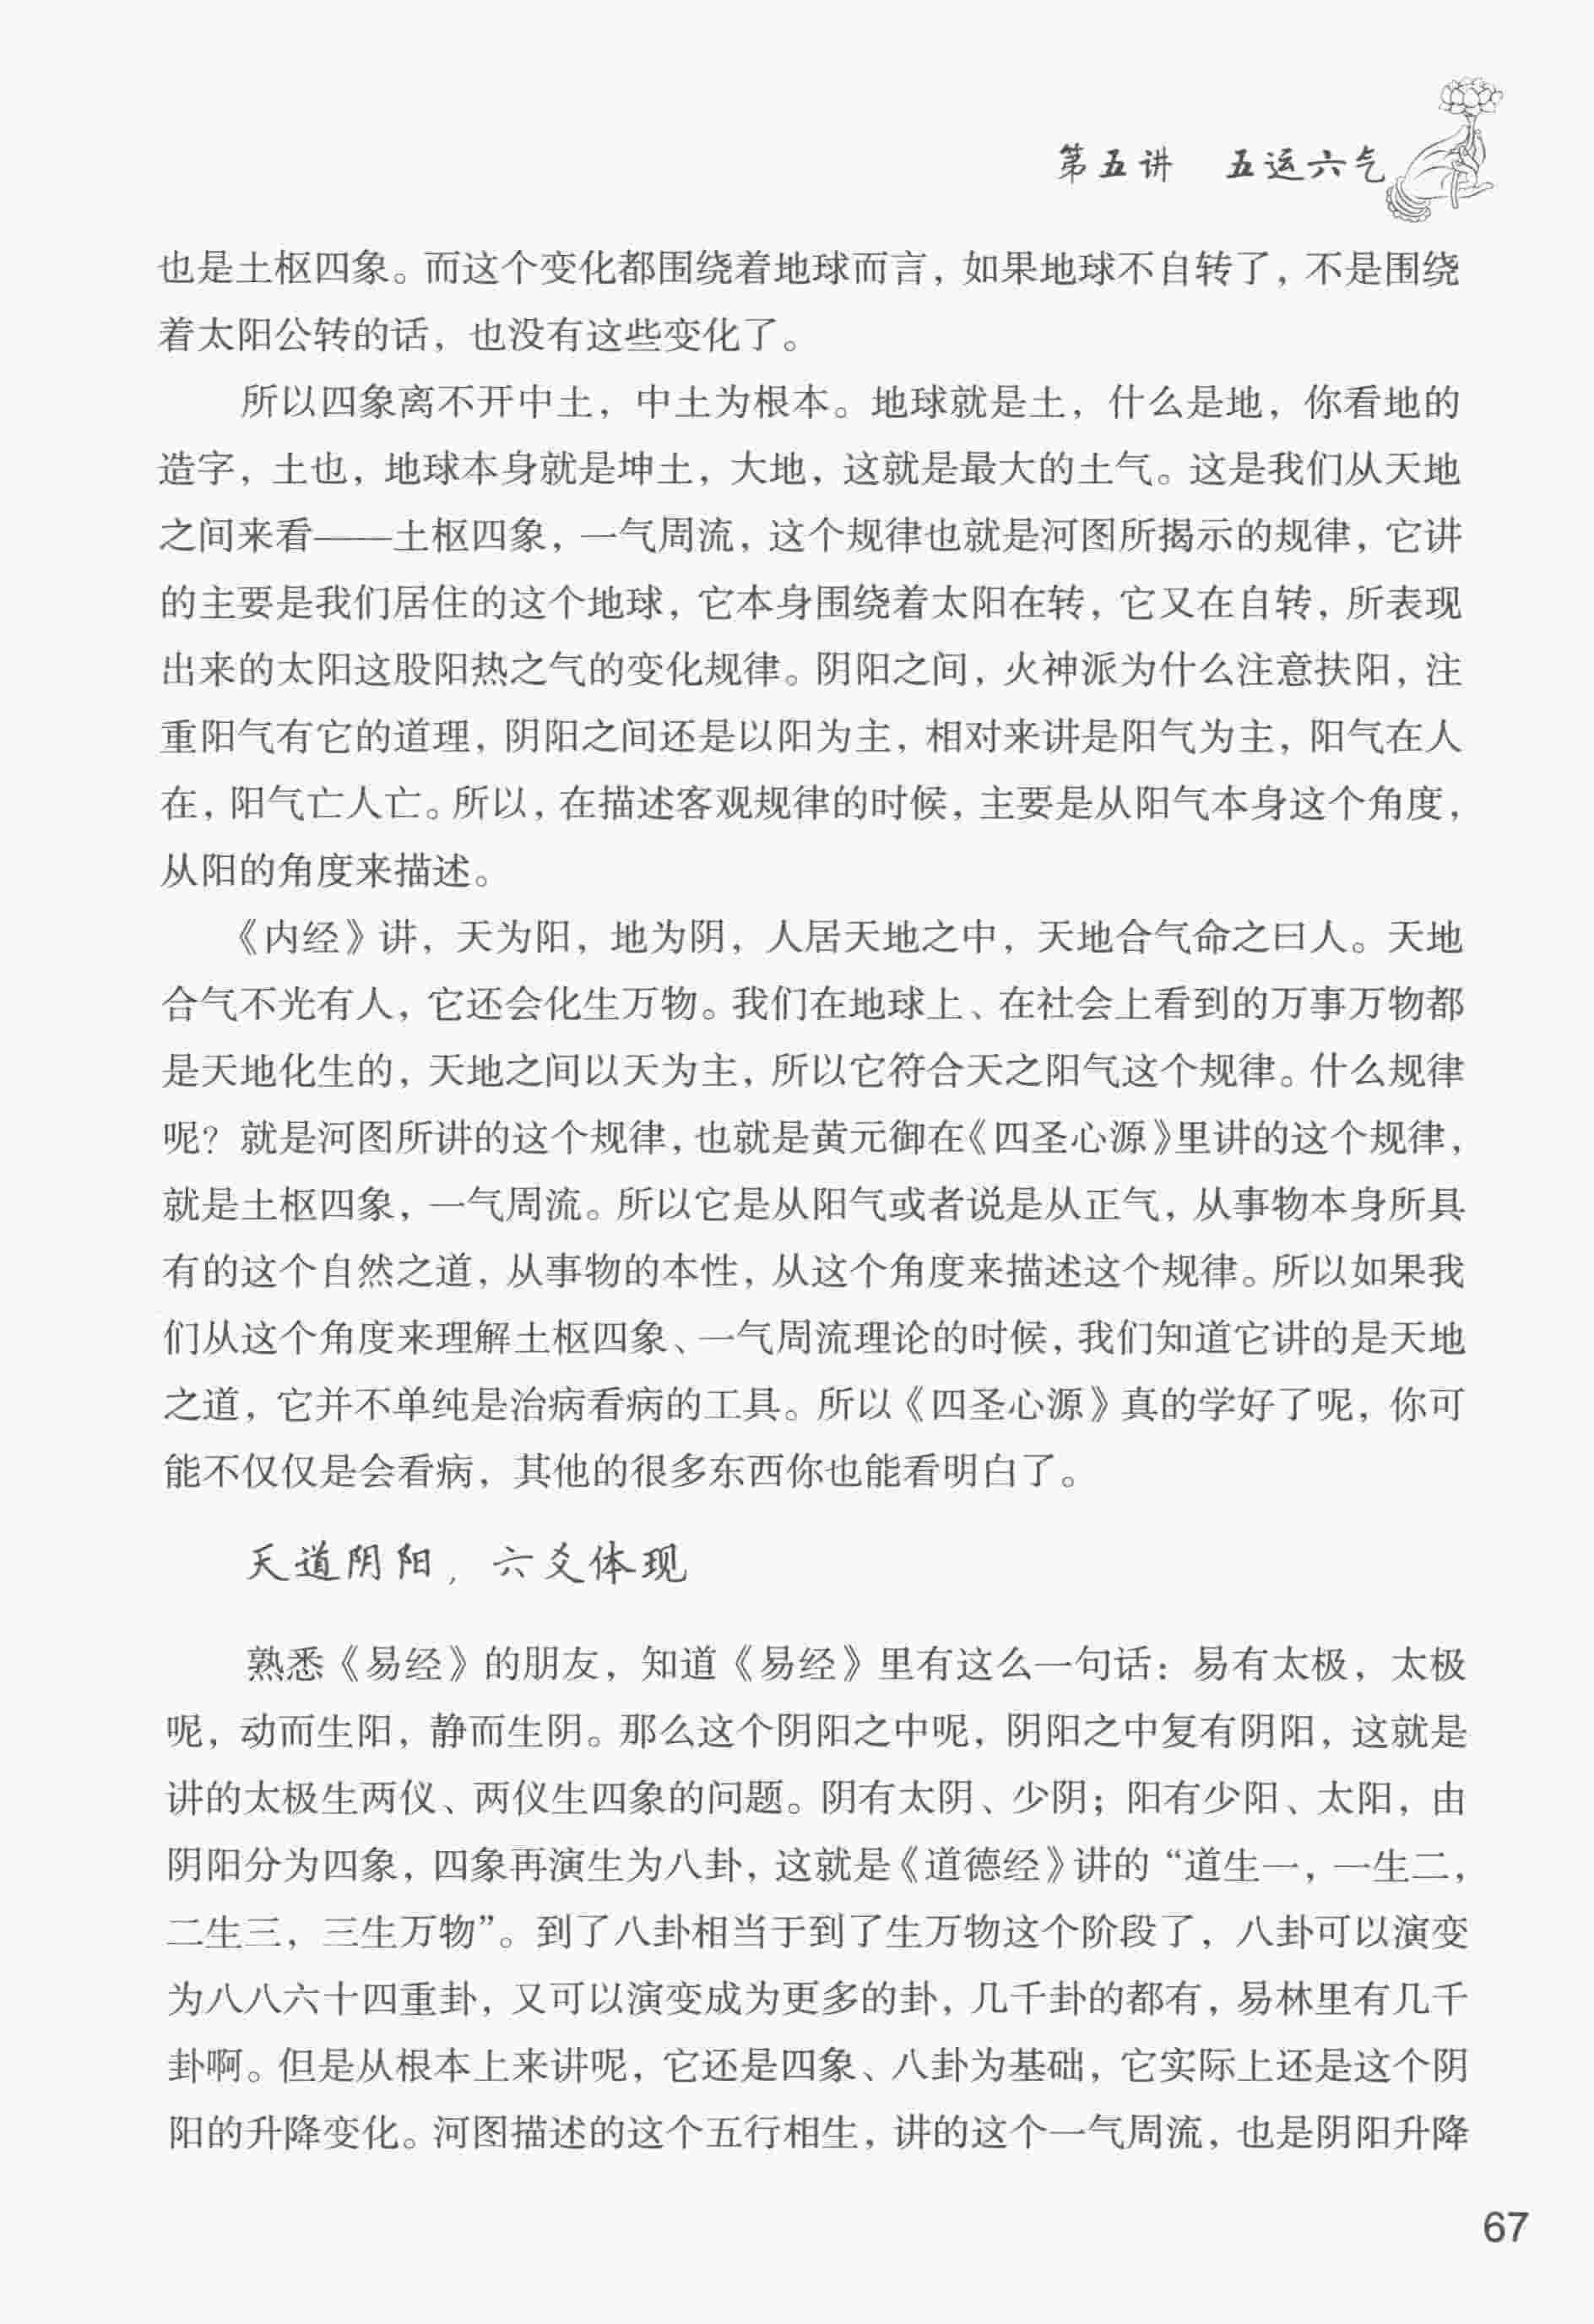 第五讲 五运六气
也是土枢四象。而这个变化都围绕着地球而言，如果地球不自转了，不是围绕
着太阳公转的话，也没有这些变化了。
所以四象离不开中土，中土为根本。地球就是土，什么是地，你看地的
造字，土也，地球本身就是坤土，大地，这就是最大的土气。这是我们从天地
之间来看——土枢四象，一气周流，这个规律也就是河图所揭示的规律，它讲
的主要是我们居住的这个地球，它本身围绕着太阳在转，它又在自转，所表现
出来的太阳这股阳热之气的变化规律。阴阳之间，火神派为什么注意扶阳，注
重阳气有它的道理，阴阳之间还是以阳为主，相对来讲是阳气为主，阳气在人
在，阳气亡人亡。所以，在描述客观规律的时候，主要是从阳气本身这个角度，
从阳的角度来描述。
《内经》讲，天为阳，地为阴，人居天地之中，天地合气命之曰人。天地
合气不光有人，它还会化生万物。我们在地球上、在社会上看到的万事万物都
是天地化生的，天地之间以天为主，所以它符合天之阳气这个规律。什么规律
呢？就是河图所讲的这个规律，也就是黄元御在《四圣心源》里讲的这个规律，
就是土枢四象，一气周流。所以它是从阳气或者说是从正气，从事物本身所具
有的这个自然之道，从事物的本性，从这个角度来描述这个规律。所以如果我
们从这个角度来理解土枢四象、一气周流理论的时候，我们知道它讲的是天地
之道，它并不单纯是治病看病的工具。所以《四圣心源》真的学好了呢，你可
能不仅仅是会看病，其他的很多东西你也能看明白了。
天道阴阳，六爻体现
熟悉《易经》的朋友，知道《易经》里有这么一句话：易有太极，太极
呢，动而生阳，静而生阴。那么这个阴阳之中呢，阴阳之中复有阴阳，这就是
讲的太极生两仪、两仪生四象的问题。阴有太阴、少阴；阳有少阳、太阳，由
阴阳分为四象，四象再演生为八卦，这就是《道德经》讲的“道生一，一生二，
二生三，三生万物”。到了八卦相当于到了生万物这个阶段了，八卦可以演变
为八八六十四重卦，又可以演变成为更多的卦，几千卦的都有，易林里有几千
卦啊。但是从根本上来讲呢，它还是四象、八卦为基础，它实际上还是这个阴
阳的升降变化。河图描述的这个五行相生，讲的这个一气周流，也是阴阳升降
67